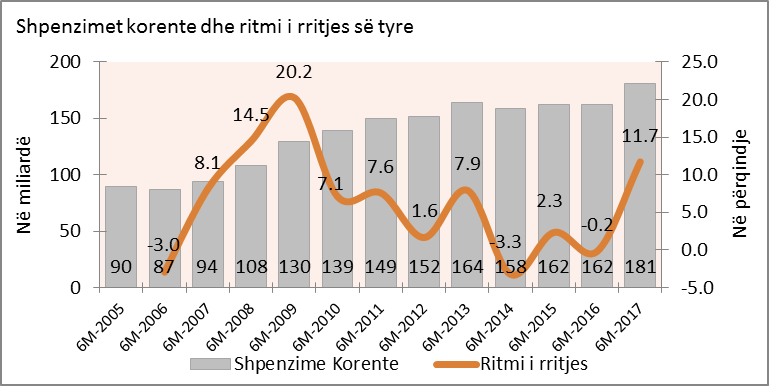 Shpenzimet korente dhe ritmi i rritjes së tyre
200
150
100
50
0
Në miliardë
25.0
20.0
15.0
10.0
5.0
0.0
-5.0
Në përqindje
-3.0
8.1
14.5
20.2
7.1
7.6
1.6
7.9
-3.3
2.3
-0.2
11.7
90
87
94
108
130
139
149
152
164
158
162
162
181
6M-2005
6M-2006
6M-2007
6M-2008
6M-2009
6M-2010
6M-2011
6M-2012
6M-2013
6M-2014
6M-2015
6M-2016
6M-2017
Shpenzime Korente
Ritmi i rritjes